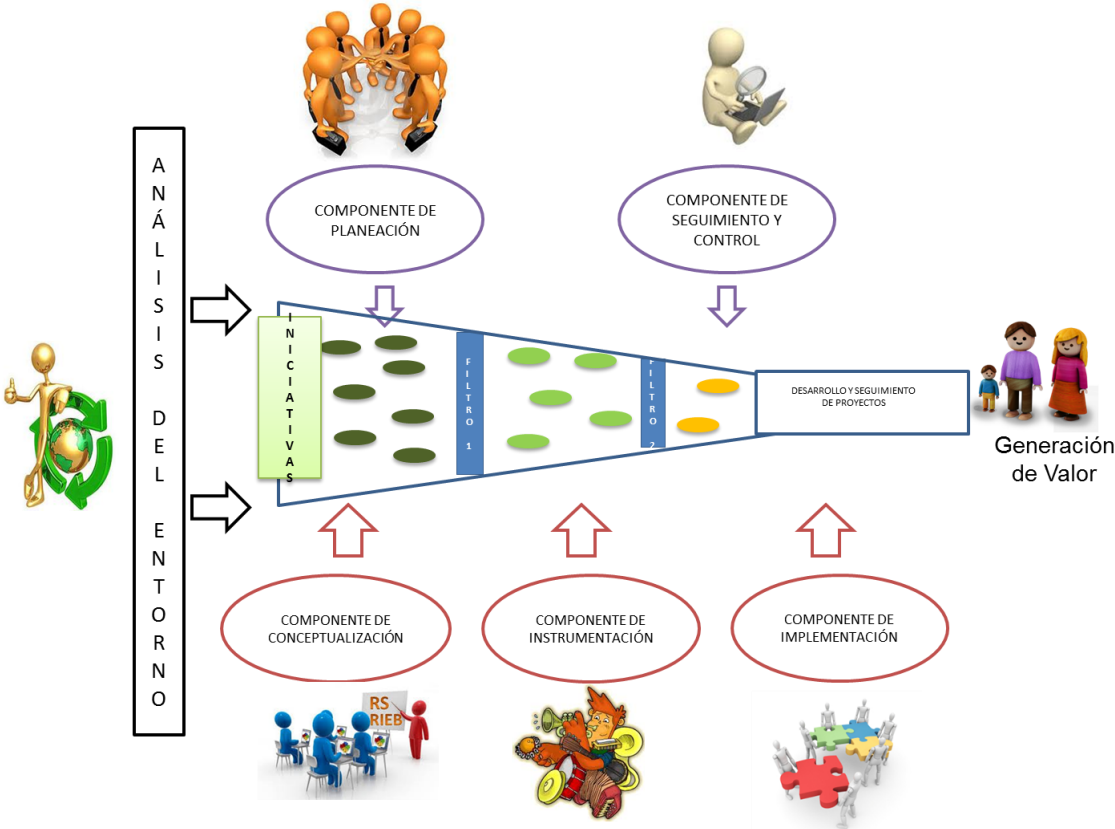 ANÁLISIS DEL ENTORNO
COMPONENTE DE
PLANEACIÓN
COMPONENTE DE
SEGUIMIENTO Y
CONTROL
INICIATIVAS
FILTRO 1
FILTRO 2
DESARROLLO Y SEGUIMIENTO
DE PROYECTOS
Generación
de Valor
COMPONENTE DE
CONCEPTUALIZACIÓN
COMPONENTE DE
INSTRUMENTACIÓN
COMPONENTE DE
IMPLEMENTACIÓN
RS
RIEB